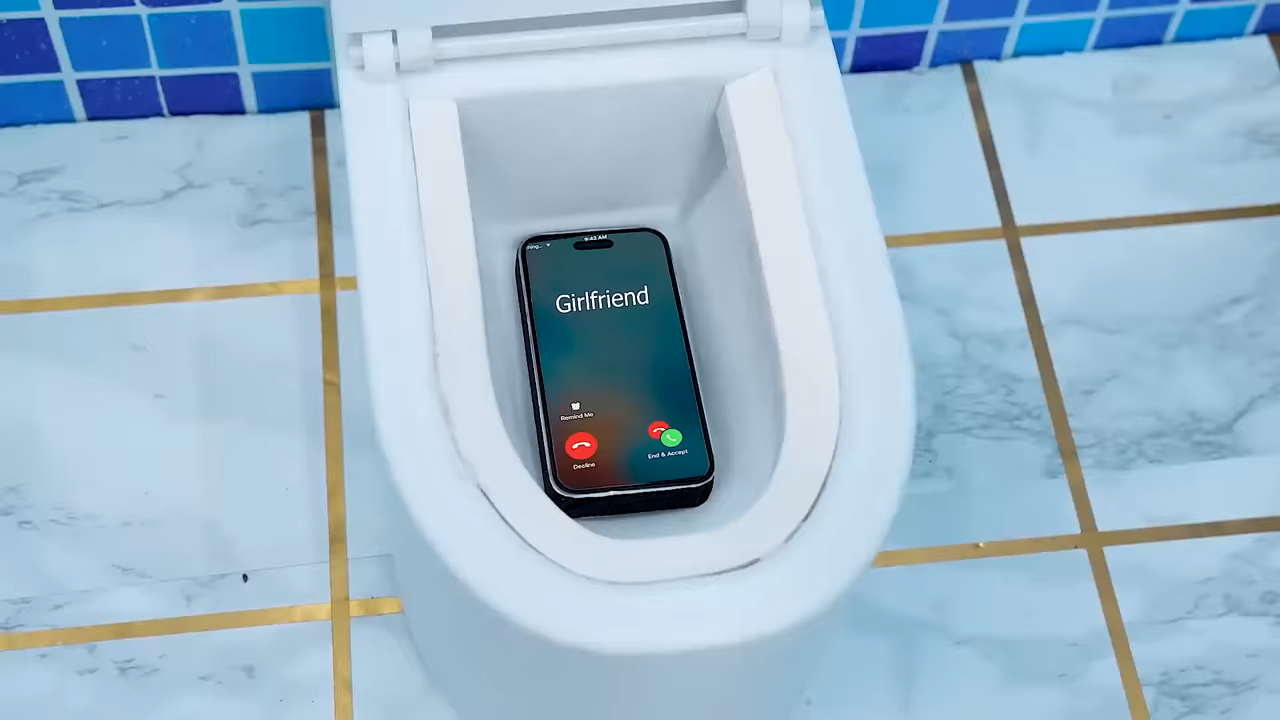 9:42 AM
Girlfriend
Remind Me
Decline
End & Accept